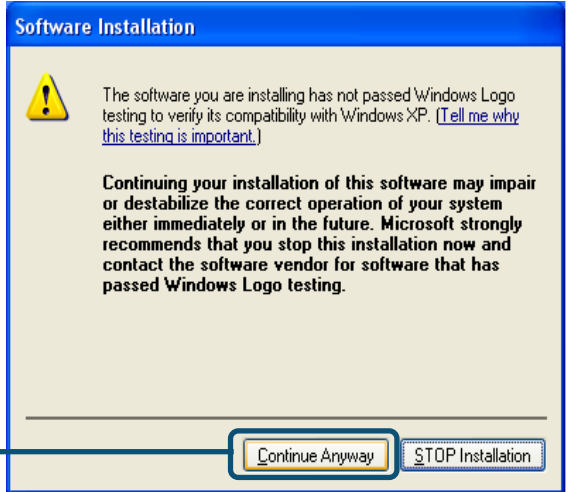 Software Installation
The software you are installing has not passed Windows Logo
testing to verify its compatibility with Windows XP. (Tell me why
this testing is important.)
Continuing your installation of this software may impair
or destabilize the correct operation of your system
either immediately or in the future. Microsoft strongly
recommends that you stop this installation now and
contact the software vendor for software that has
passed Windows Logo testing.
Continue Anyway STOP Installation